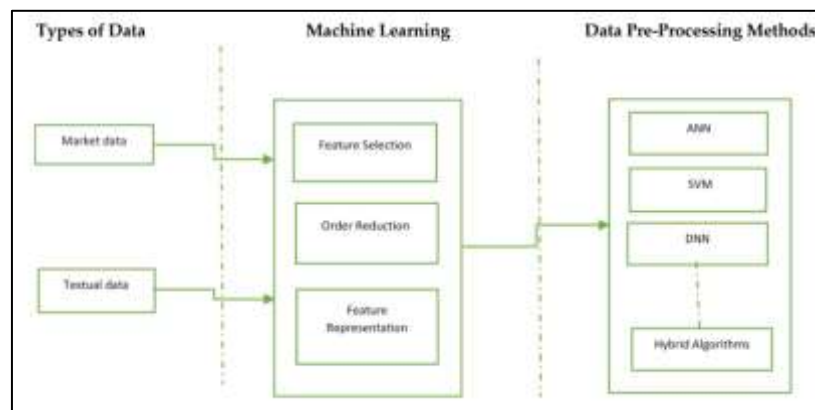 Types of Data
Machine Learning
Data Pre-Processing Methods
Market data
Textual data
Feature Selection
Order Reduction
Feature
Representation
ANN
SVM
DNN
Hybrid Algorithms